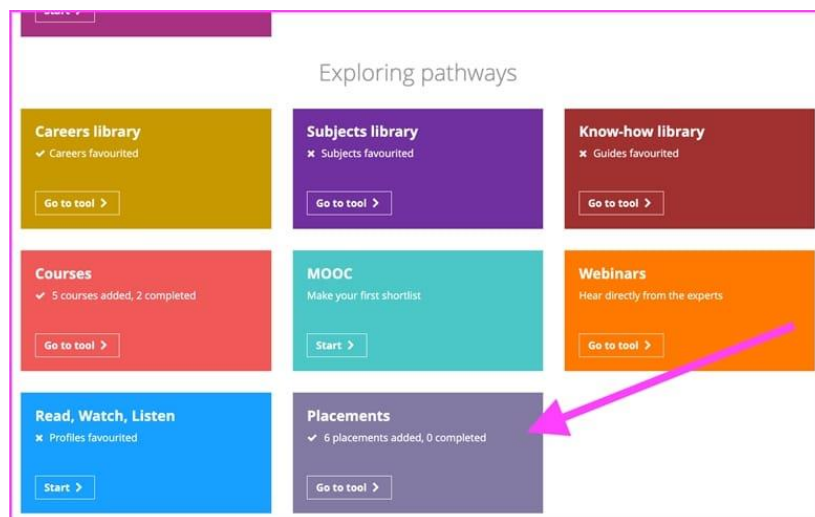 Start >
Exploring pathways
Careers library
✔ Careers favourited
Go to tool >
Subjects library
✖ Subjects favourited
Go to tool >
Know-how library
✖ Guides favourited
Go to tool >
Courses
✔ 5 courses added, 2 completed
Go to tool >
MOOC
Make your first shortlist
Start >
Webinars
Hear directly from the experts
Go to tool >
Read, Watch, Listen
✖ Profiles favourited
Start >
Placements
✔ 6 placements added, 0 completed
Go to tool >